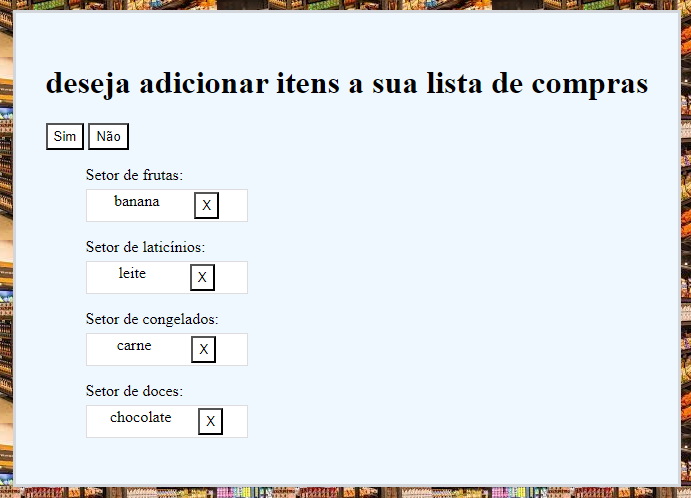 deseja adicionar itens a sua lista de compras
Sim Não
Setor de frutas:
banana X
Setor de laticínios:
leite X
Setor de congelados:
carne X
Setor de doces:
chocolate X